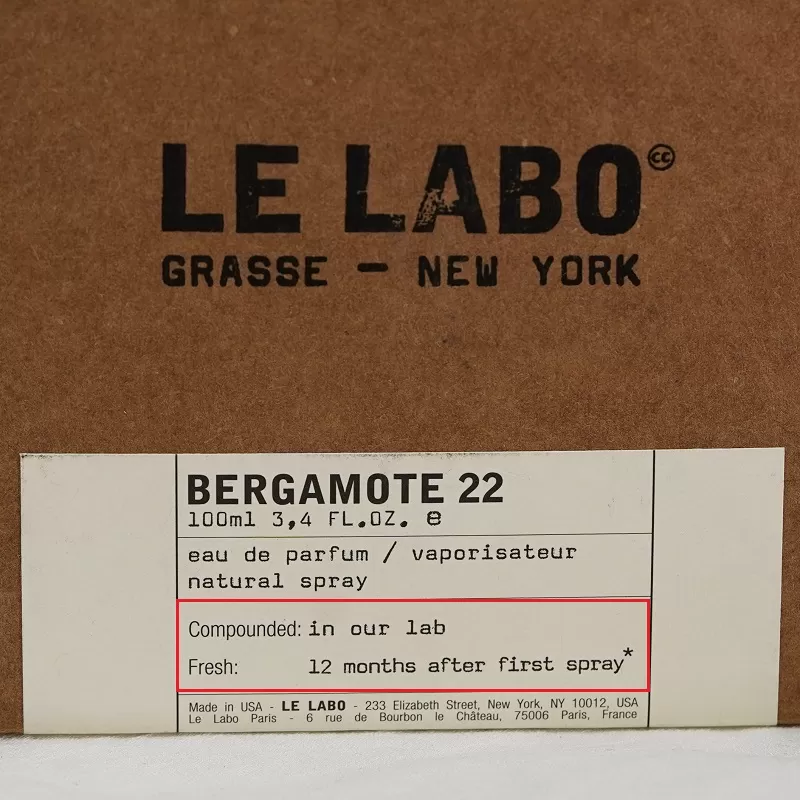 LE LABO
cc
GRASSE — NEW YORK
BERGAMOTE 22
100ml 3,4 FL.OZ. e
eau de parfum / vaporisateur
natural spray
Compounded: in our lab
Fresh: 12 months after first spray*
Made in USA - LE LABO - 233 Elizabeth Street, New York, NY 10012, USA
Le Labo Paris - 6 rue de Bourbon le Château, 75006 Paris, France